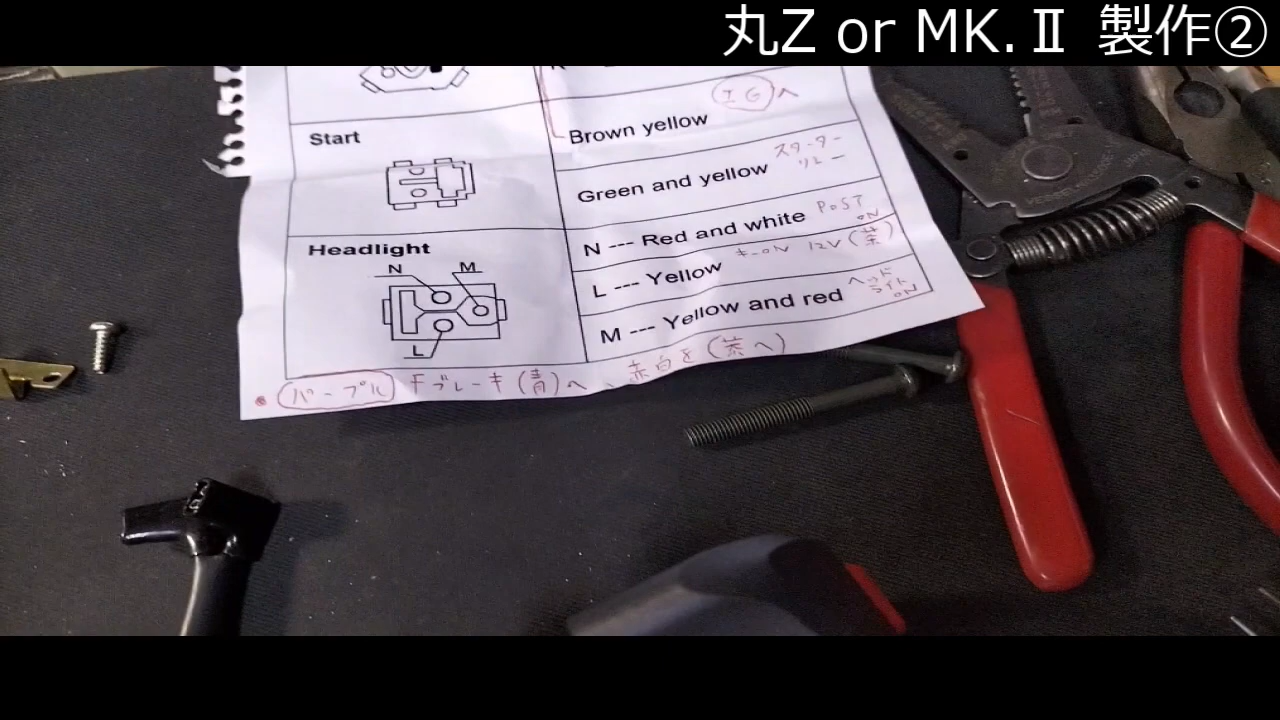 丸Z or MK.Ⅱ 製作②
IGへ
Brown yellow
Start
スターター
リレー
Green and yellow
N --- Red and white POST
ON
Headlight
N M
L --- Yellow キーON 12V (茶)
M --- Yellow and red ヘッド
ライト
ON
L
パープル Fブレーキ(青)へ、赤白を(茶へ)